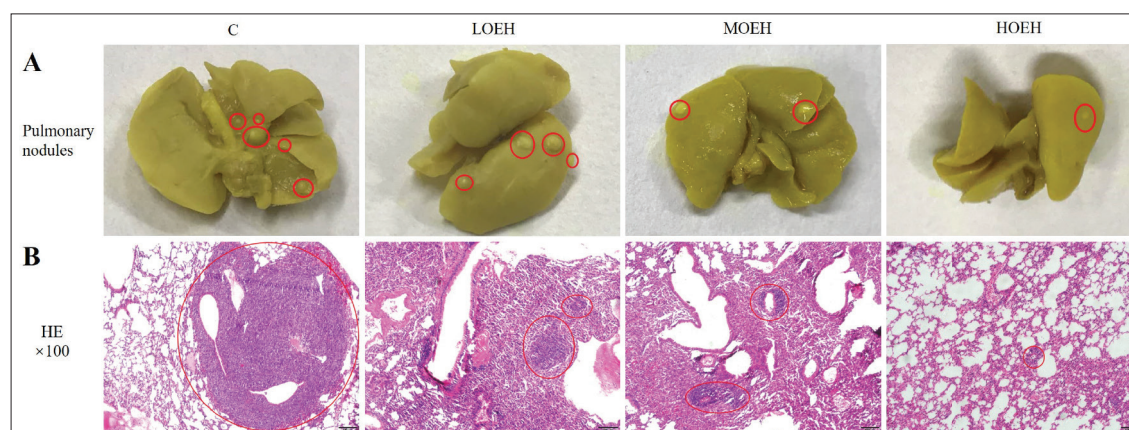 C
LOEH
MOEH
HOEH
A
Pulmonary
nodules
B
HE
×100